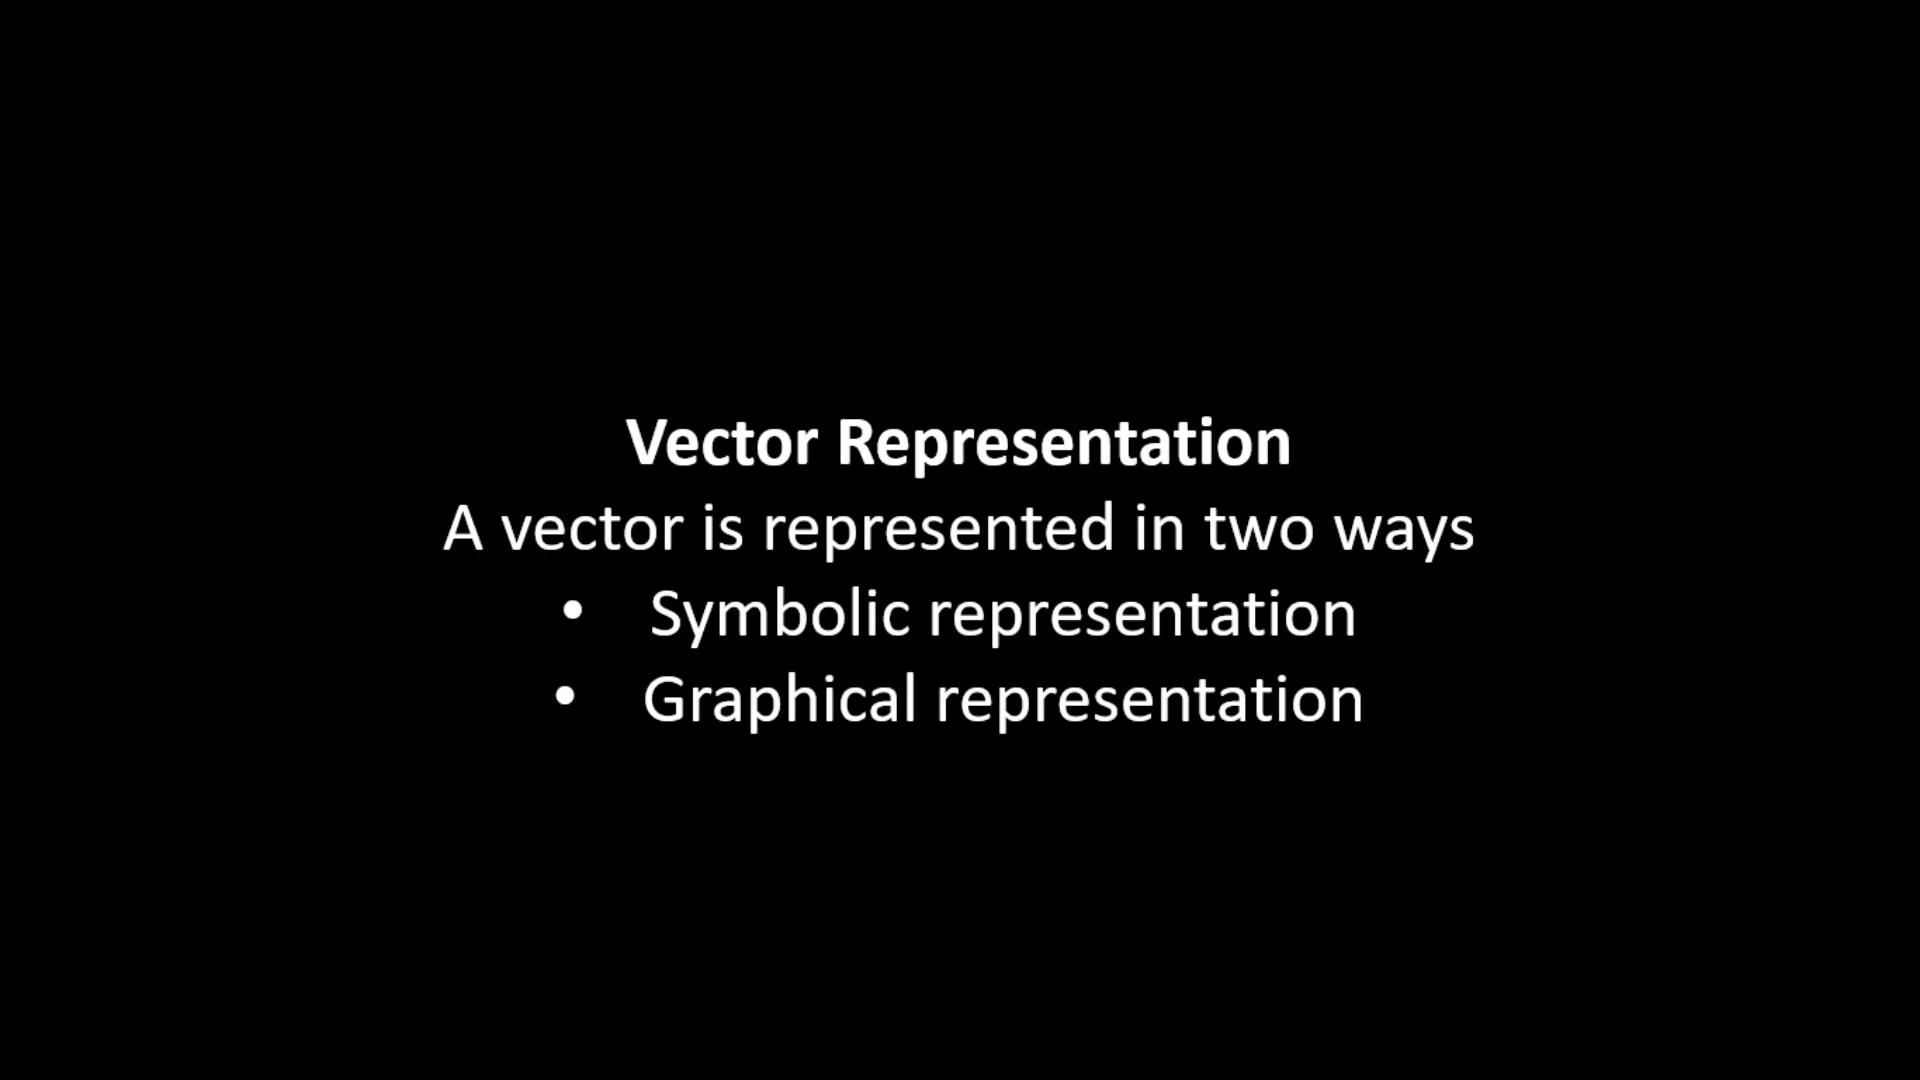 Vector Representation
A vector is represented in two ways
• Symbolic representation
• Graphical representation